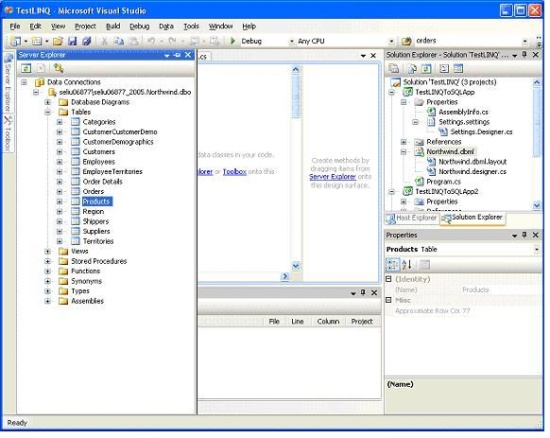 TestLINQ - Microsoft Visual Studio
File Edit View Project Build Debug Data Tools Window Help
Debug Any CPU orders
Server Explorer
Toolbox
Server Explorer
Data Connections
seliu06877\seliu06877_2005.Northwind.dbo
Database Diagrams
Tables
Categories
CustomerCustomerDemo
CustomerDemographics
Customers
Employees
EmployeeTerritories
Order Details
Orders
Products
Region
Shippers
Suppliers
Territories
Views
Stored Procedures
Functions
Synonyms
Types
Assemblies
.cs
data classes in your code.
lorer or Toolbox onto this
Create methods by
dragging items from
Server Explorer onto
this design surface.
File Line Column Project
Solution Explorer - Solution 'TestLINQ' ...
Solution 'TestLINQ' (3 projects)
TestLINQToSQLApp
Properties
AssemblyInfo.cs
Settings.settings
Settings.Designer.cs
References
Northwind.dbml
Northwind.dbml.layout
Northwind.designer.cs
Program.cs
TestLINQToSQLApp2
Properties
References
Host Explorer Solution Explorer
Properties
Products Table
(Identity)
(Name) Products
Misc
Approximate Row Cou 77
(Name)
Ready